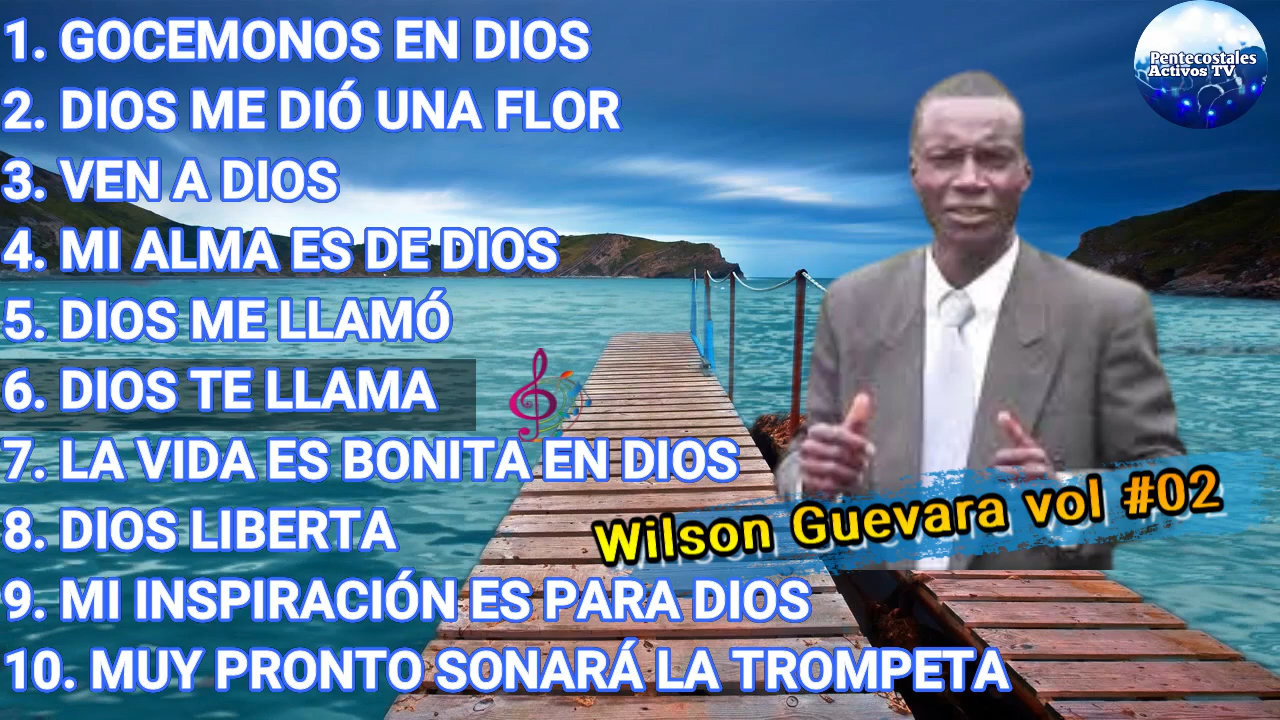 1. GOCEMONOS EN DIOS
2. DIOS ME DIÓ UNA FLOR
3. VEN A DIOS
4. MI ALMA ES DE DIOS
5. DIOS ME LLAMÓ
6. DIOS TE LLAMA
7. LA VIDA ES BONITA EN DIOS
8. DIOS LIBERTA
9. MI INSPIRACIÓN ES PARA DIOS
10. MUY PRONTO SONARÁ LA TROMPETA
Pentecostales
Activos TV
Wilson Guevara vol #02